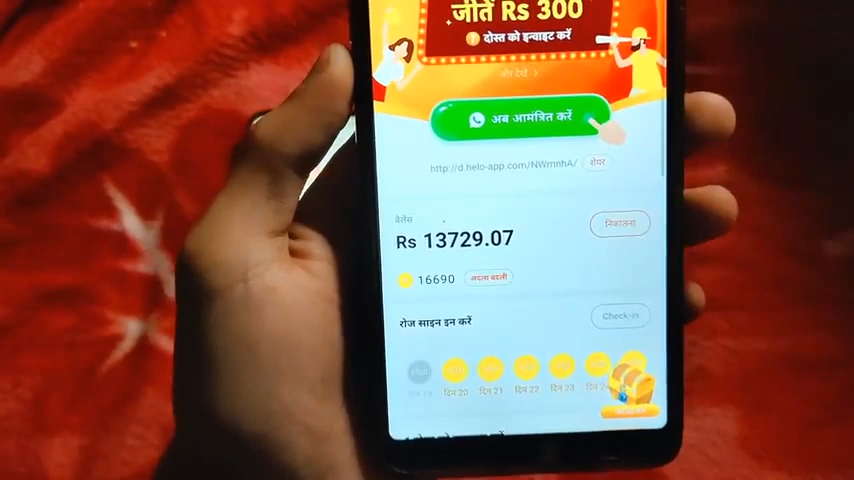 जीतें Rs 300
दोस्त को इन्वाइट करें
और देखें >
अब आमंत्रित करें
http://d.helo-app.com/NWmnhA/ शेयर
बैलेंस
Rs 13729.07 निकालना
16690 अदला बदली
रोज साइन इन करें Check-in
दिन 20 दिन 21 दिन 22 दिन 23